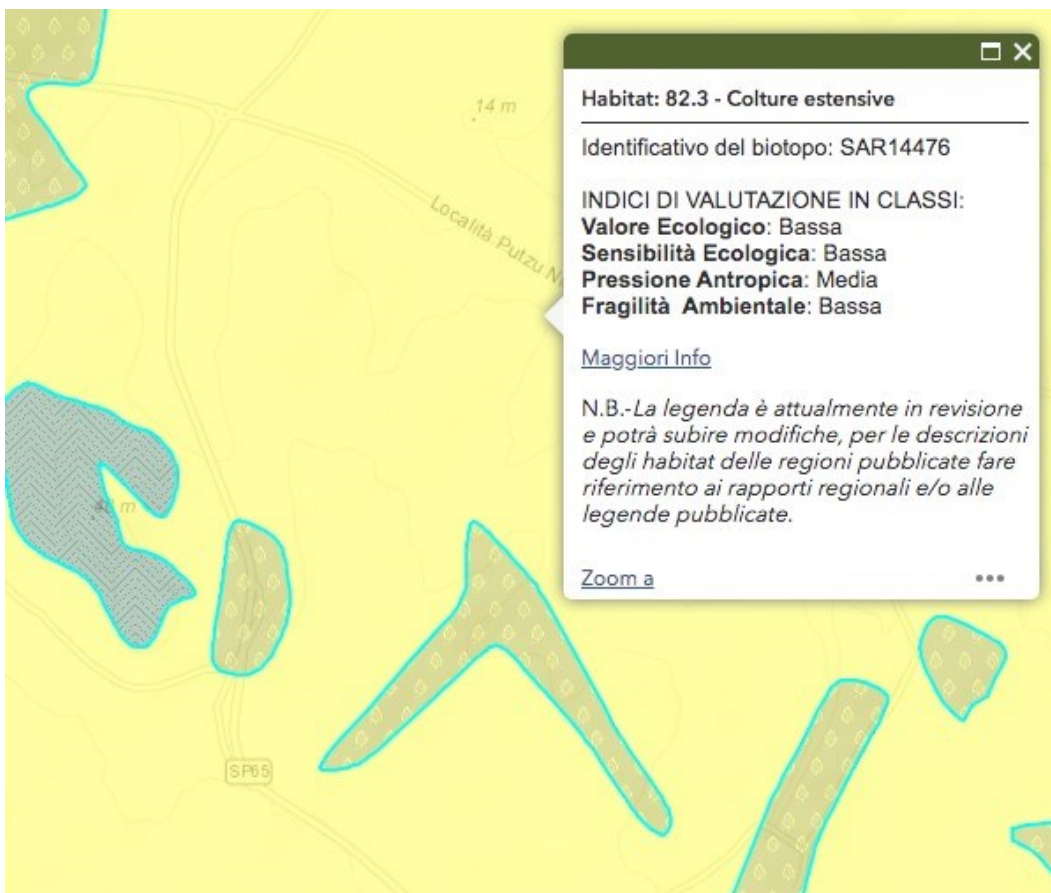 Habitat: 82.3 - Colture estensive
Identificativo del biotopo: SAR14476
INDICI DI VALUTAZIONE IN CLASSI:
Valore Ecologico: Bassa
Sensibilità Ecologica: Bassa
Pressione Antropica: Media
Fragilità Ambientale: Bassa
Maggiori Info
N.B.-La legenda è attualmente in revisione
e potrà subire modifiche, per le descrizioni
degli habitat delle regioni pubblicate fare
riferimento ai rapporti regionali e/o alle
legende pubblicate.
Zoom a
14 m
Località Putzu
SP65